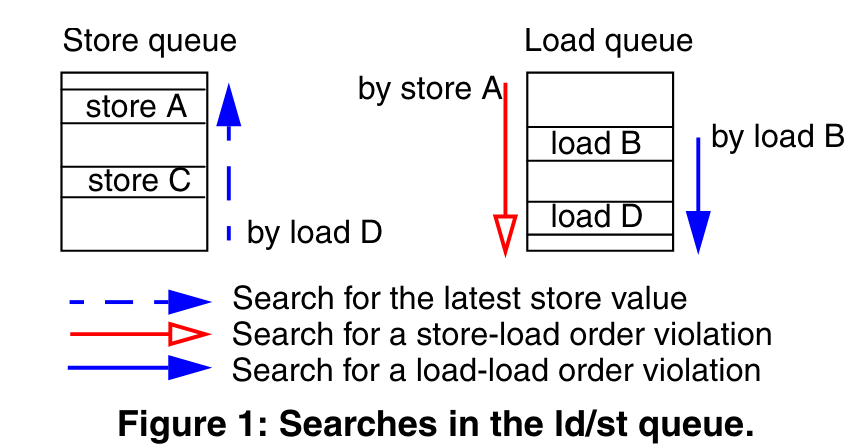 Store queue
Load queue
store A
store C
by load D
by store A
load B
load D
by load B
Search for the latest store value
Search for a store-load order violation
Search for a load-load order violation
Figure 1: Searches in the ld/st queue.